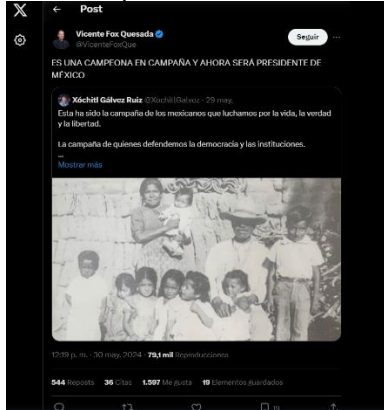 Post
Vicente Fox Quesada
@VicenteFoxQue
Seguir
ES UNA CAMPEONA EN CAMPAÑA Y AHORA SERÁ PRESIDENTE DE
MÉXICO
Xóchitl Gálvez Ruiz @XochitlGalvez · 29 may.
Esta ha sido la campaña de los mexicanos que luchamos por la vida, la verdad
y la libertad.
La campaña de quienes defendemos la democracia y las instituciones.
...
Mostrar más
12:19 p. m. · 30 may. 2024 · 79,1 mil Reproducciones
544 Reposts 36 Citas 1.597 Me gusta 19 Elementos guardados
19